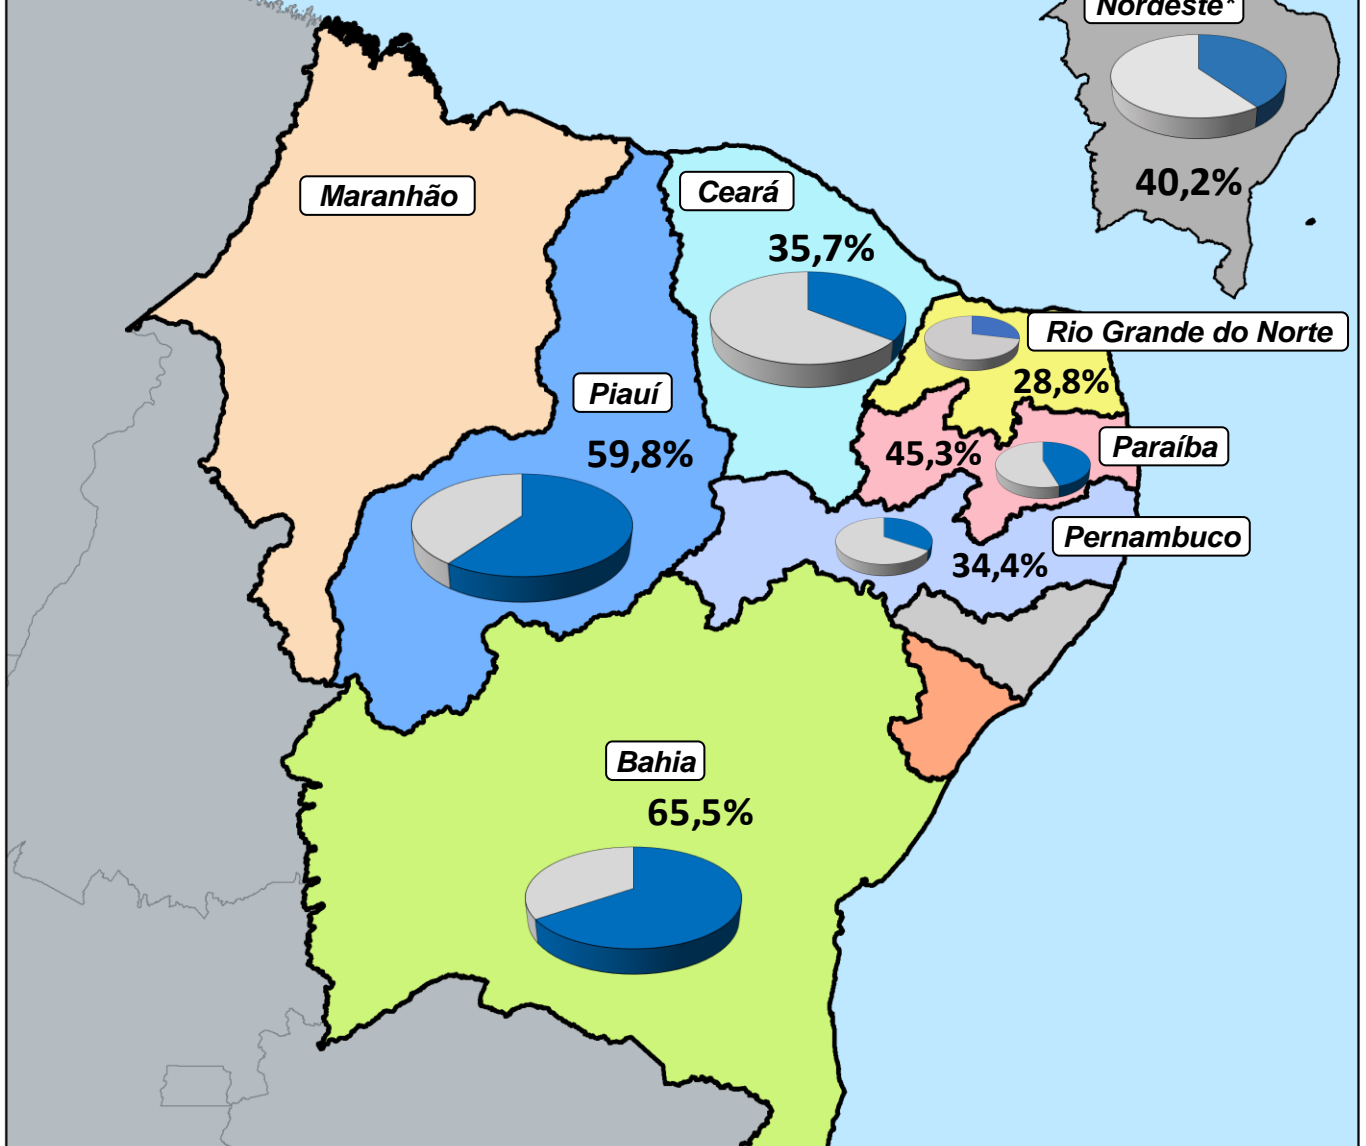 Nordeste*
40,2%
Maranhão
Ceará
35,7%
Rio Grande do Norte
28,8%
Piauí
59,8%
Paraíba
45,3%
Pernambuco
34,4%
Bahia
65,5%